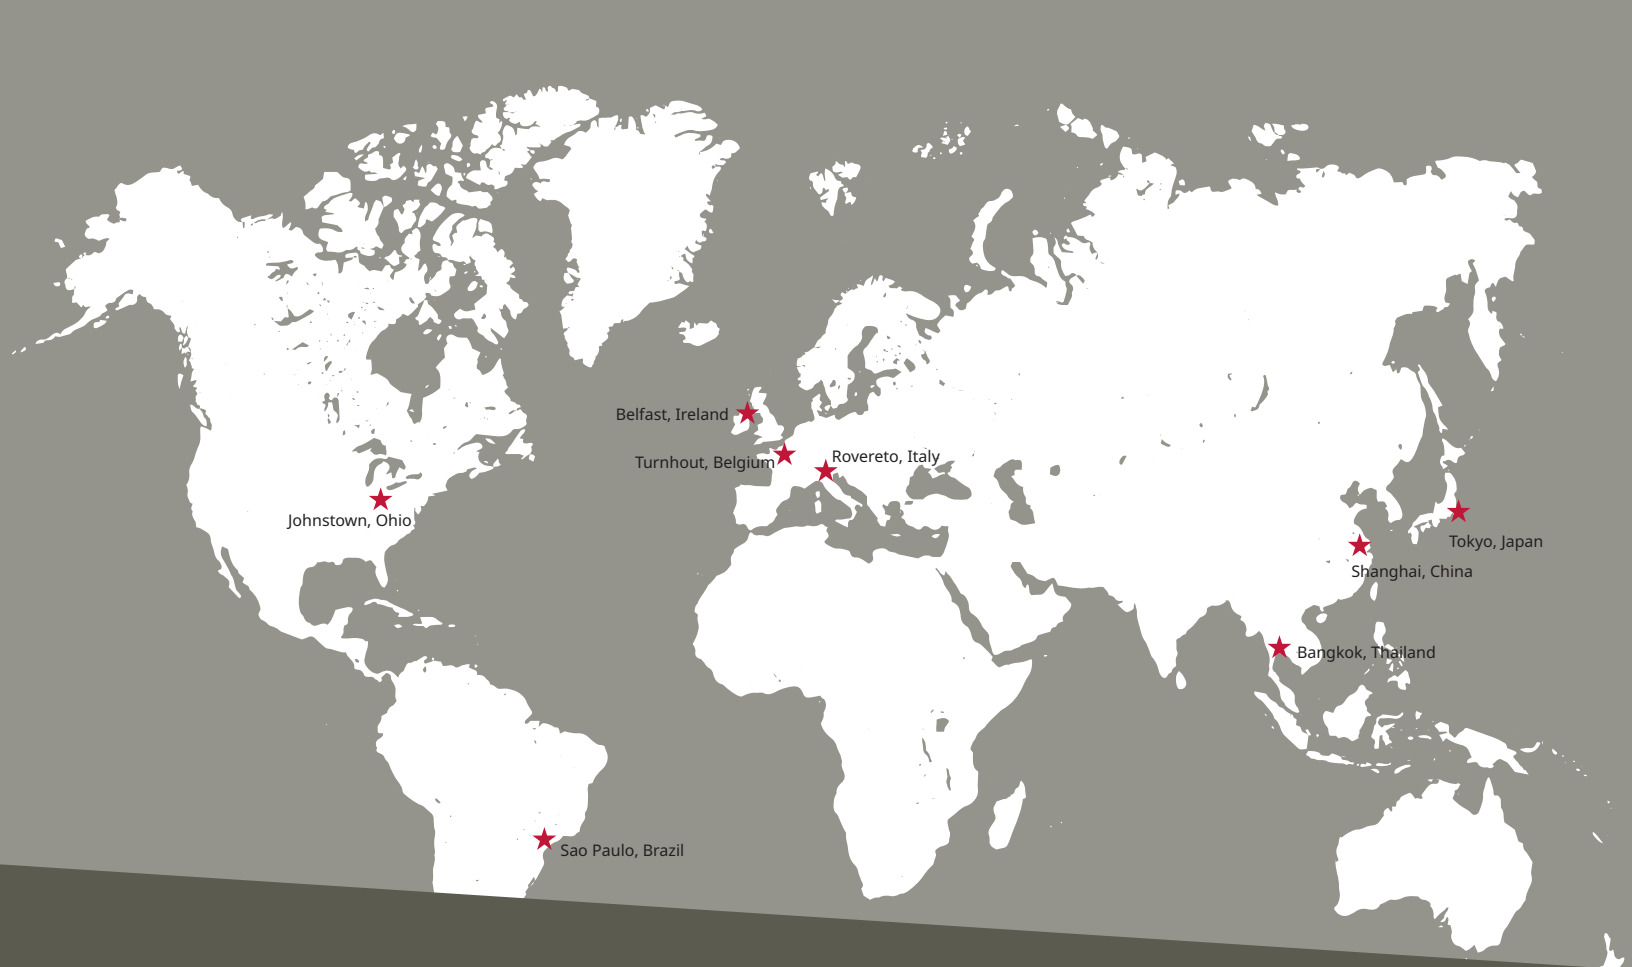 Belfast, Ireland
Turnhout, Belgium
Rovereto, Italy
Johnstown, Ohio
Tokyo, Japan
Shanghai, China
Bangkok, Thailand
Sao Paulo, Brazil